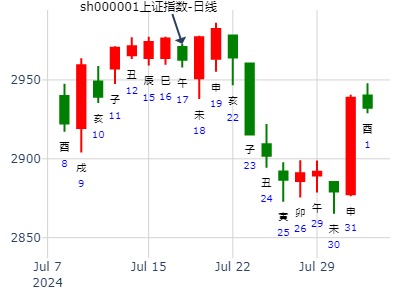 sh000001上证指数-日线
2950
2900
2850
酉
8
戌
9
亥
10
子
11
丑
12
辰
15
巳
16
午
17
未
18
申
19
亥
22
子
23
丑
24
寅
25
卯
26
午
29
未
30
申
31
酉
1
Jul 7
2024
Jul 15
Jul 22
Jul 29